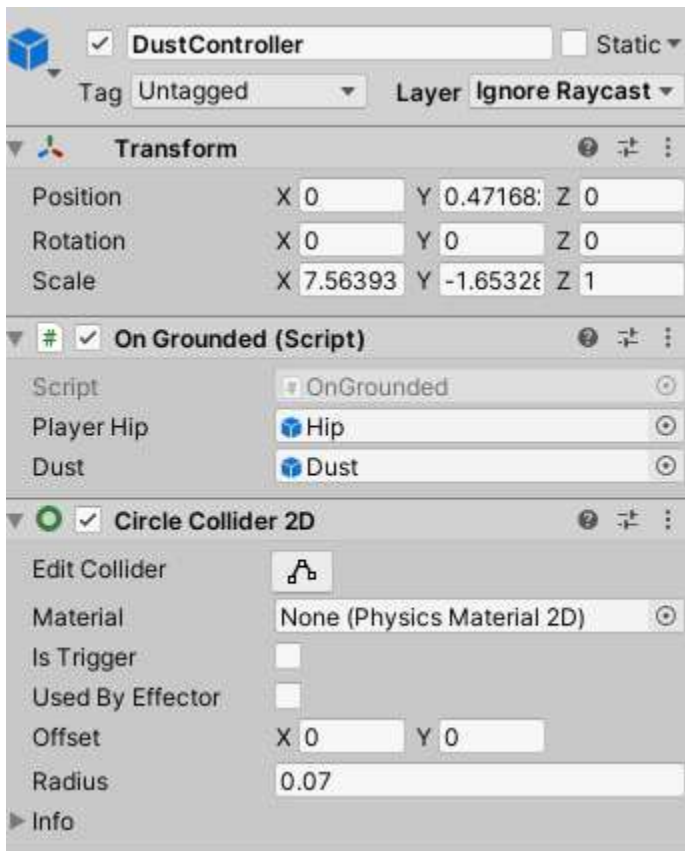 DustController Static
Tag Untagged Layer Ignore Raycast
Transform
Position X 0 Y 0.47168 Z 0
Rotation X 0 Y 0 Z 0
Scale X 7.56393 Y -1.6532 Z 1
# On Grounded (Script)
Script # OnGrounded
Player Hip Hip
Dust Dust
Circle Collider 2D
Edit Collider
Material None (Physics Material 2D)
Is Trigger
Used By Effector
Offset X 0 Y 0
Radius 0.07
Info